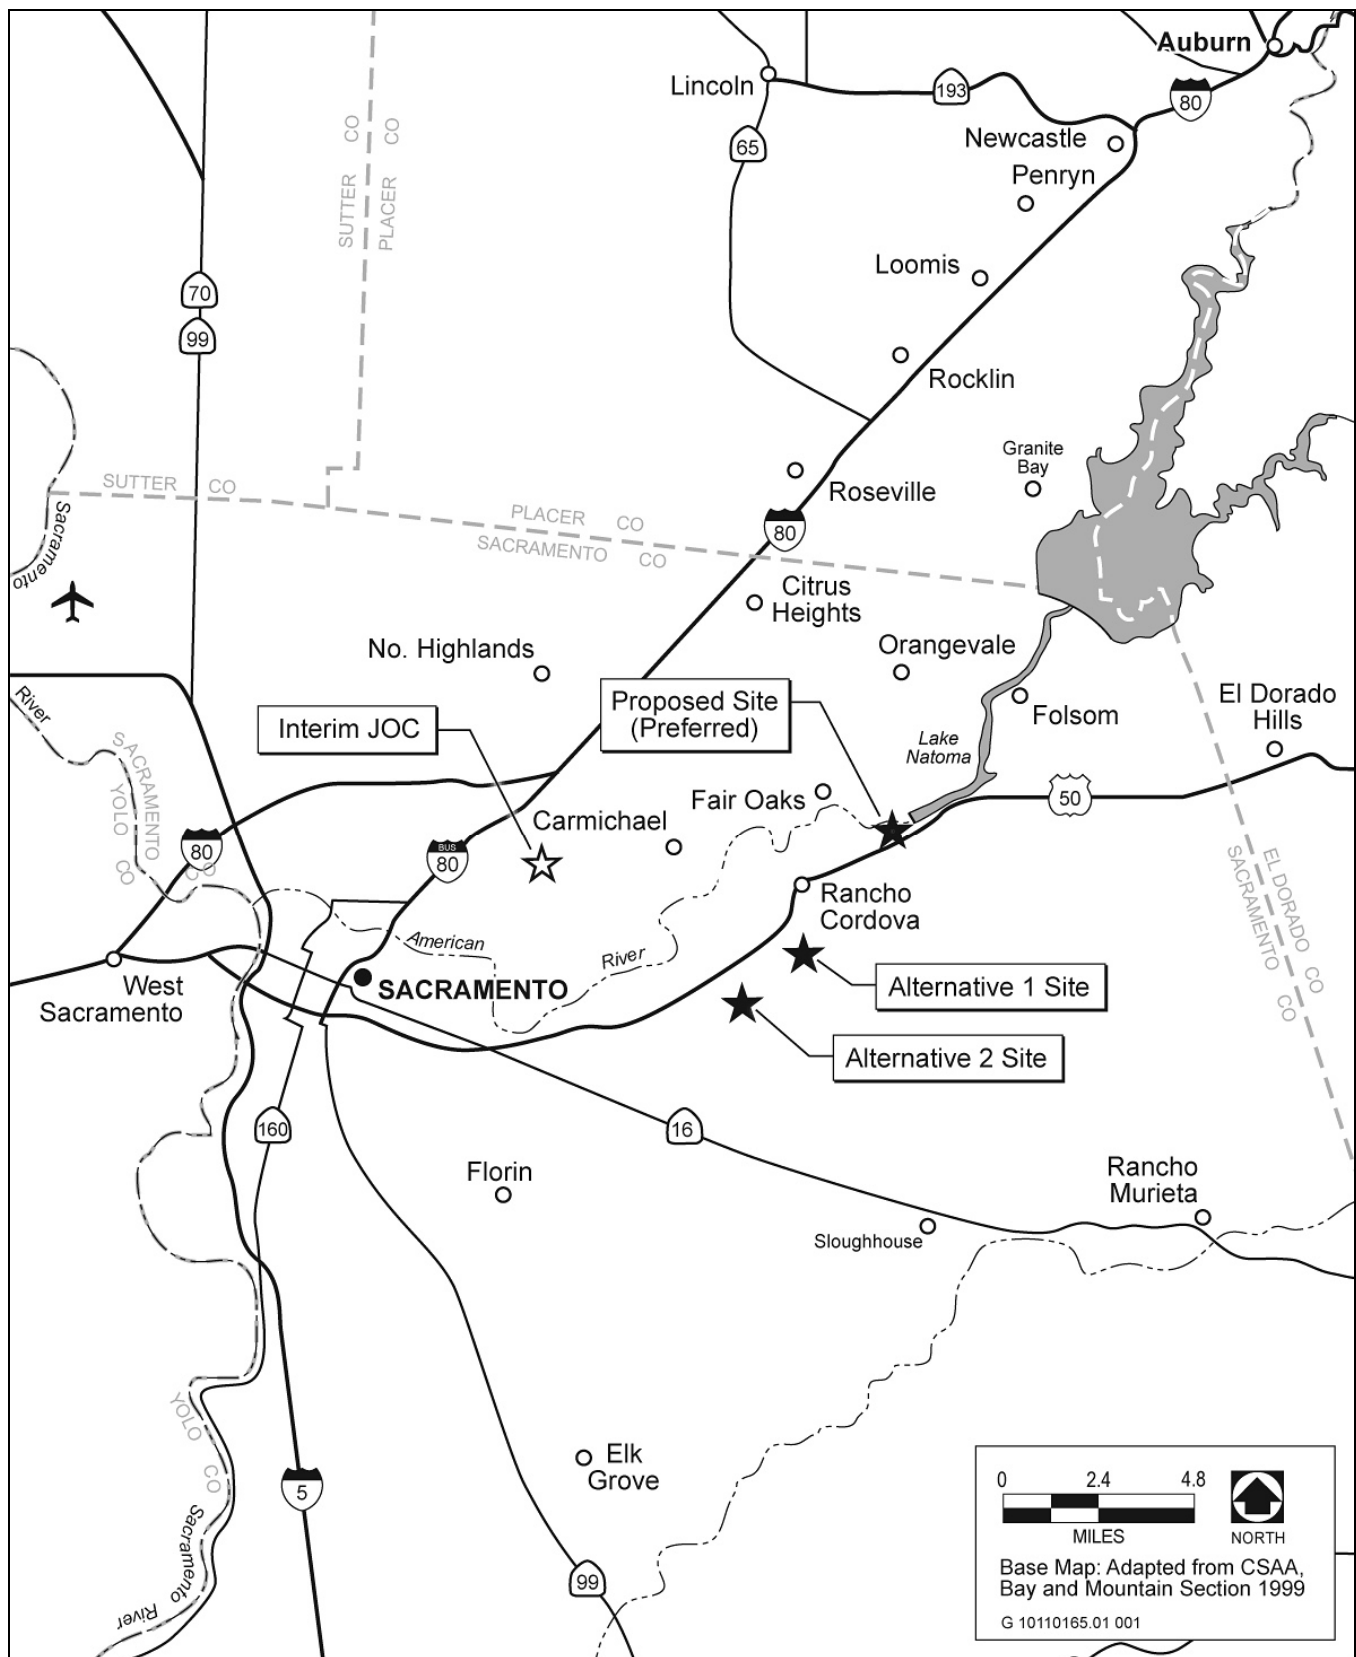 Auburn
Lincoln
193
80
65
Newcastle
Penryn
SUTTER CO
PLACER CO
Loomis
70
99
Rocklin
Granite
Bay
SUTTER CO
Roseville
Sacramento
PLACER CO
SACRAMENTO CO
80
Citrus
Heights
No. Highlands
Orangevale
River
Proposed Site
(Preferred)
Folsom
El Dorado
Hills
Interim JOC
Lake
Natoma
SACRAMENTO CO
YOLO CO
Fair Oaks
50
Carmichael
80
BUS
80
Rancho
Cordova
EL DORADO CO
SACRAMENTO CO
American
River
West
Sacramento
SACRAMENTO
Alternative 1 Site
Alternative 2 Site
160
16
Florin
Rancho
Murieta
Sloughhouse
YOLO CO
Elk
Grove
5
Sacramento River
99
0 2.4 4.8
MILES
NORTH
Base Map: Adapted from CSAA,
Bay and Mountain Section 1999
G 10110165.01 001